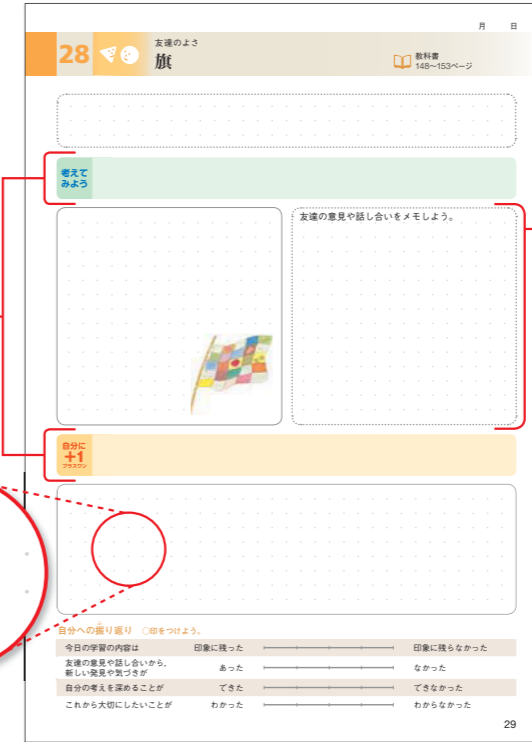 月 日
28
友達のよさ
旗
教科書
148〜153ページ
考えて
みよう
友達の意見や話し合いをメモしよう。
自分に
+1
プラスワン
自分への振り返り ○印をつけよう。
今日の学習の内容は 印象に残った 印象に残らなかった
友達の意見や話し合いから、
新しい発見や気づきが あった なかった
自分の考えを深めることが できた できなかった
これから大切にしたいことが わかった わからなかった
29